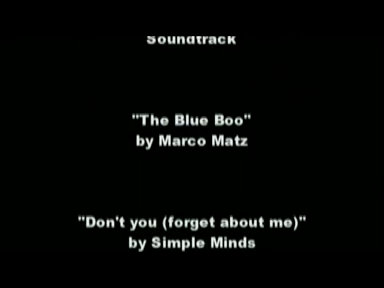 Soundtrack
"The Blue Boo"
by Marco Matz
"Don't you (forget about me)"
by Simple Minds